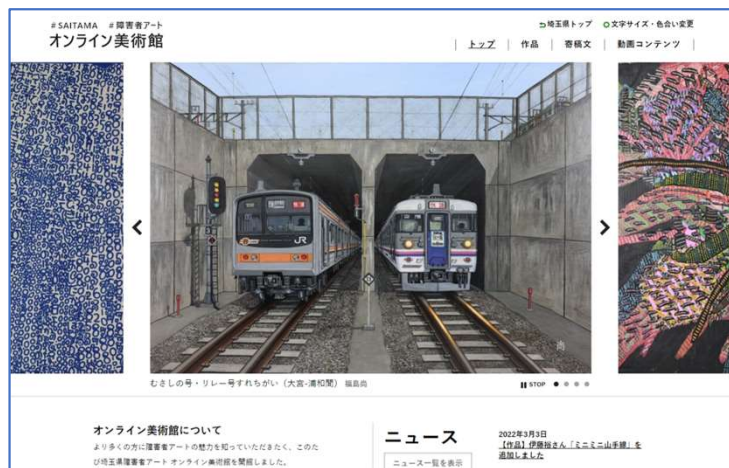 #SAITAMA #障害者アート
オンライン美術館
埼玉県トップ 文字サイズ・色合い変更
トップ 作品 寄稿文 動画コンテンツ
JR
尚
むさしの号・リレー号すれちがい（大宮-浦和間） 福島尚
STOP
オンライン美術館について
より多くの方に障害者アートの魅力を知っていただきたく、このた
び埼玉県障害者アート オンライン美術館を開館しました。
ニュース
ニュース一覧を表示
2022年3月3日
【作品】伊藤裕さん「ミニミニ山手線」を
追加しました